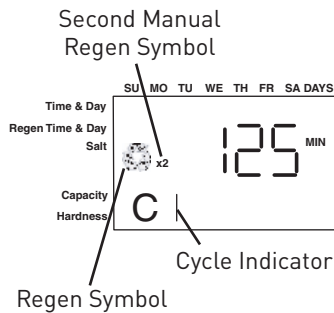 Second Manual
Regen Symbol
SU MO TU WE TH FR SA DAYS
Time & Day
Regen Time & Day
Salt
x2
125 MIN
Capacity
Hardness
C
Cycle Indicator
Regen Symbol